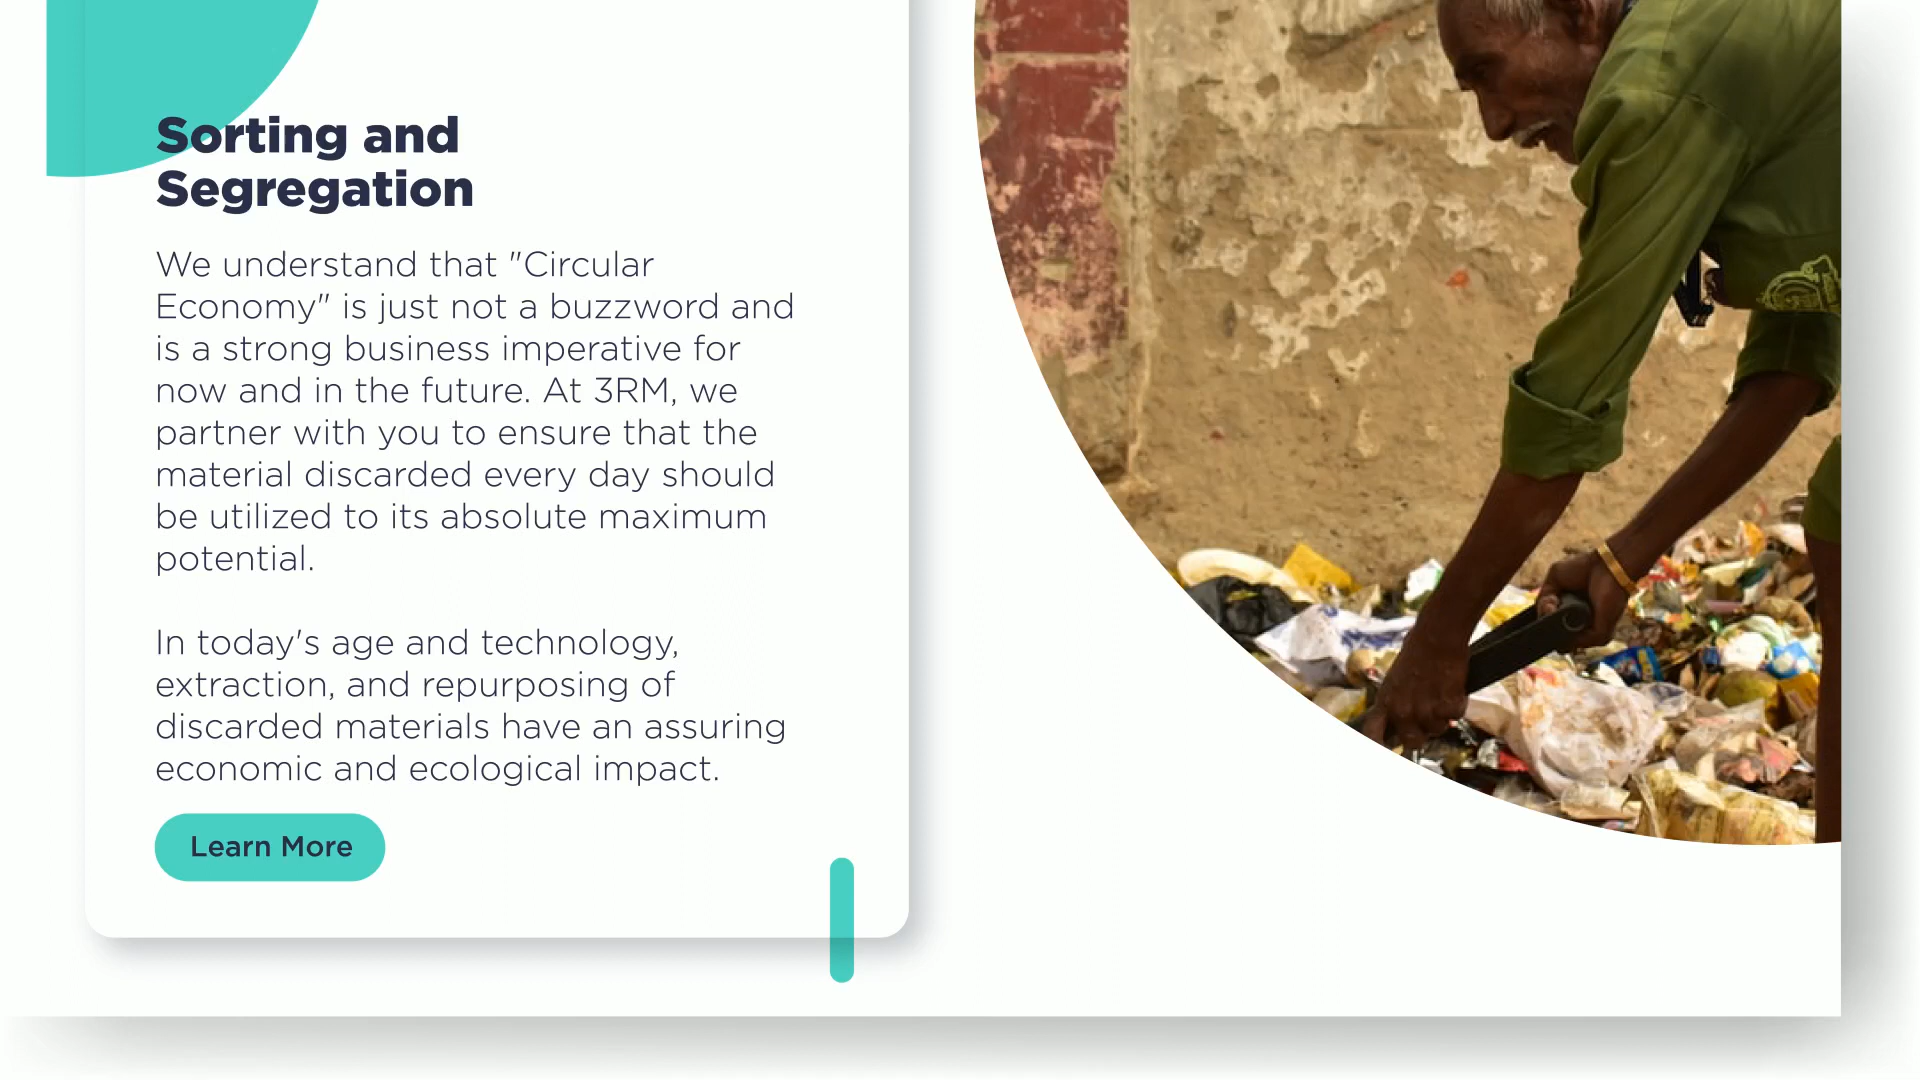 Sorting and
Segregation
We understand that "Circular
Economy" is just not a buzzword and
is a strong business imperative for
now and in the future. At 3RM, we
partner with you to ensure that the
material discarded every day should
be utilized to its absolute maximum
potential.
In today's age and technology,
extraction, and repurposing of
discarded materials have an assuring
economic and ecological impact.
Learn More